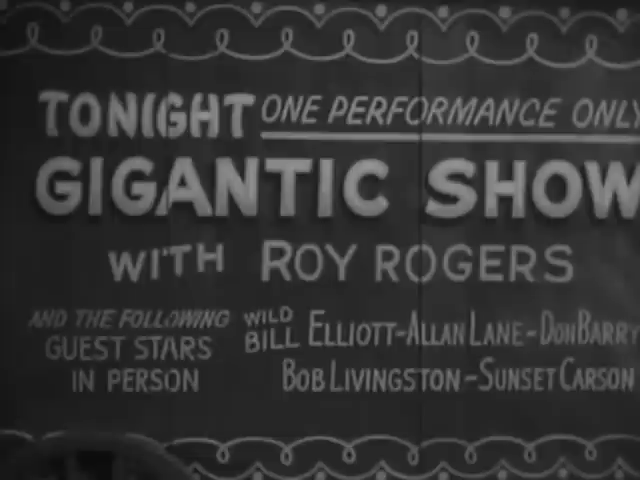 TONIGHT ONE PERFORMANCE ONLY
GIGANTIC SHOW
WITH ROY ROGERS
AND THE FOLLOWING
GUEST STARS
IN PERSON
WILD
BILL ELLIOTT-ALLAN LANE-DON BARRY
BOB LIVINGSTON-SUNSET CARSON